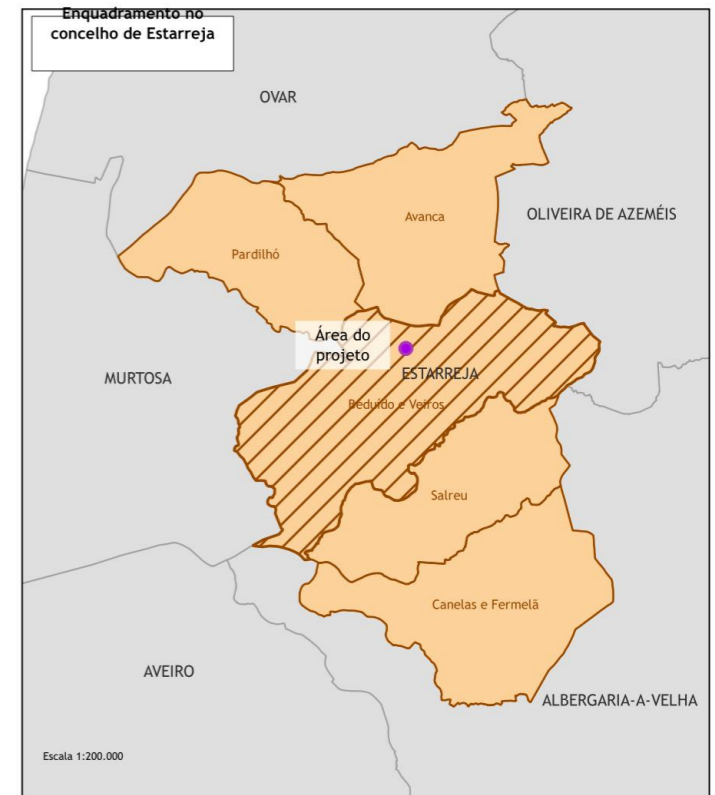 Enquadramento no
concelho de Estarreja
OVAR
Avanca
OLIVEIRA DE AZEMÉIS
Pardilhó
Área do
projeto
ESTARREJA
MURTOSA
Beduído e Veiros
Salreu
Canelas e Fermelã
AVEIRO
ALBERGARIA-A-VELHA
Escala 1:200.000